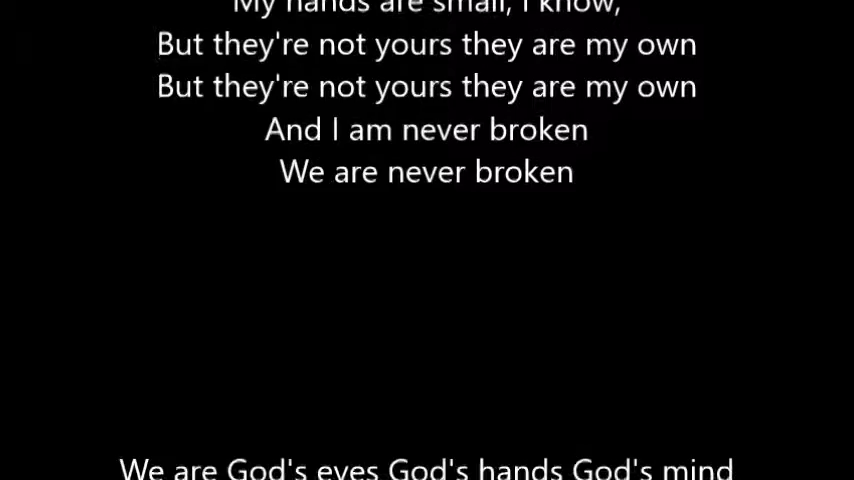 My hands are small, I know,
But they're not yours they are my own
But they're not yours they are my own
And I am never broken
We are never broken
We are God's eyes God's hands God's mind